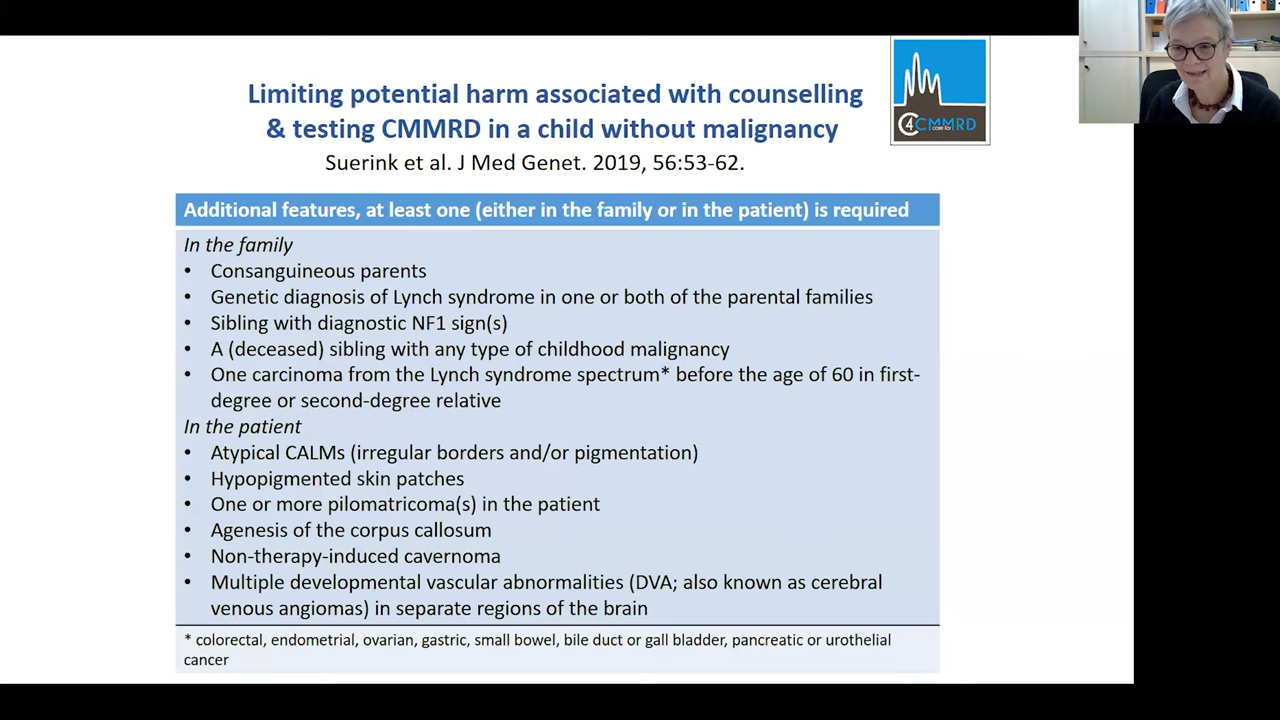 Limiting potential harm associated with counselling
& testing CMMRD in a child without malignancy
Suerink et al. J Med Genet. 2019, 56:53-62.
C4CMMRD
care for
Additional features, at least one (either in the family or in the patient) is required
In the family
• Consanguineous parents
• Genetic diagnosis of Lynch syndrome in one or both of the parental families
• Sibling with diagnostic NF1 sign(s)
• A (deceased) sibling with any type of childhood malignancy
• One carcinoma from the Lynch syndrome spectrum* before the age of 60 in first-
degree or second-degree relative
In the patient
• Atypical CALMs (irregular borders and/or pigmentation)
• Hypopigmented skin patches
• One or more pilomatricoma(s) in the patient
• Agenesis of the corpus callosum
• Non-therapy-induced cavernoma
• Multiple developmental vascular abnormalities (DVA; also known as cerebral
venous angiomas) in separate regions of the brain
* colorectal, endometrial, ovarian, gastric, small bowel, bile duct or gall bladder, pancreatic or urothelial
cancer